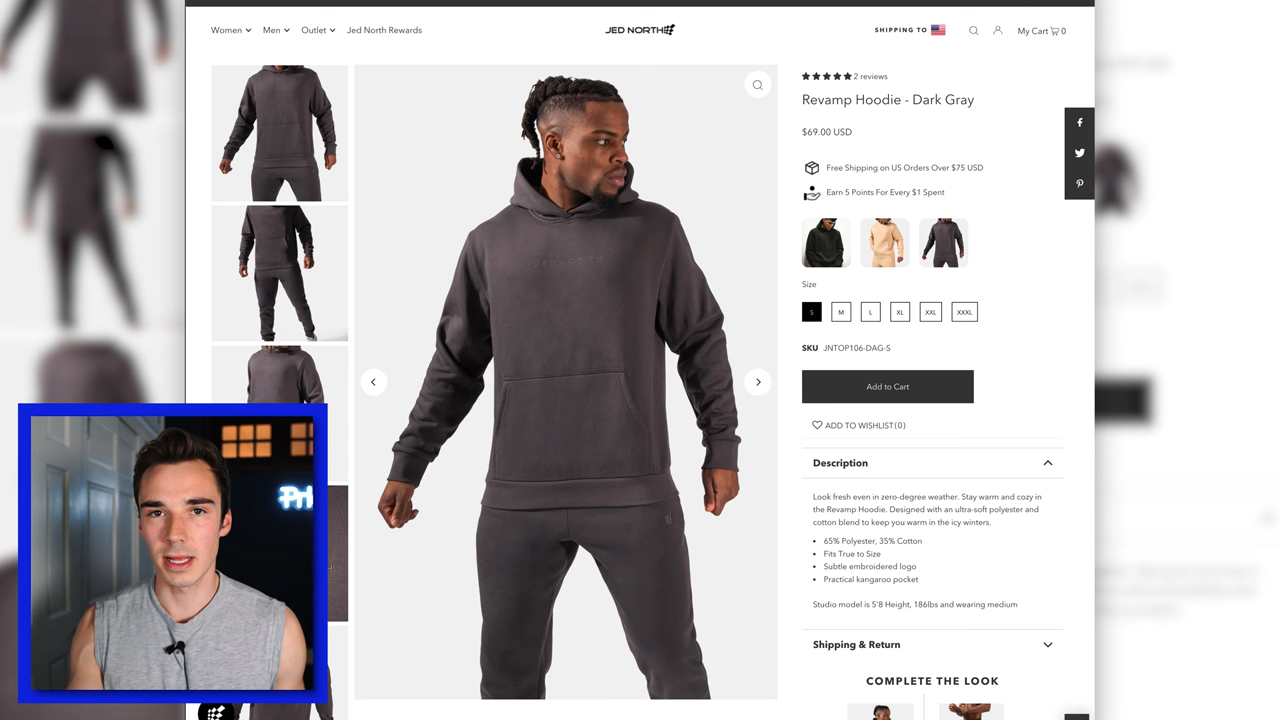 Women
Men
Outlet
Jed North Rewards
JED NORTH
SHIPPING TO
My Cart 0
2 reviews
Revamp Hoodie - Dark Gray
$69.00 USD
Free Shipping on US Orders Over $75 USD
Earn 5 Points For Every $1 Spent
Size
S
M
L
XL
XXL
XXXL
SKU JNTOP106-DAG-S
Add to Cart
ADD TO WISHLIST(0)
Description
Look fresh even in zero-degree weather. Stay warm and cozy in
the Revamp Hoodie. Designed with an ultra-soft polyester and
cotton blend to keep you warm in the icy winters.
65% Polyester, 35% Cotton
Fits True to Size
Subtle embroidered logo
Practical kangaroo pocket
Studio model is 5'8 Height, 186lbs and wearing medium
Shipping & Return
COMPLETE THE LOOK
Pri